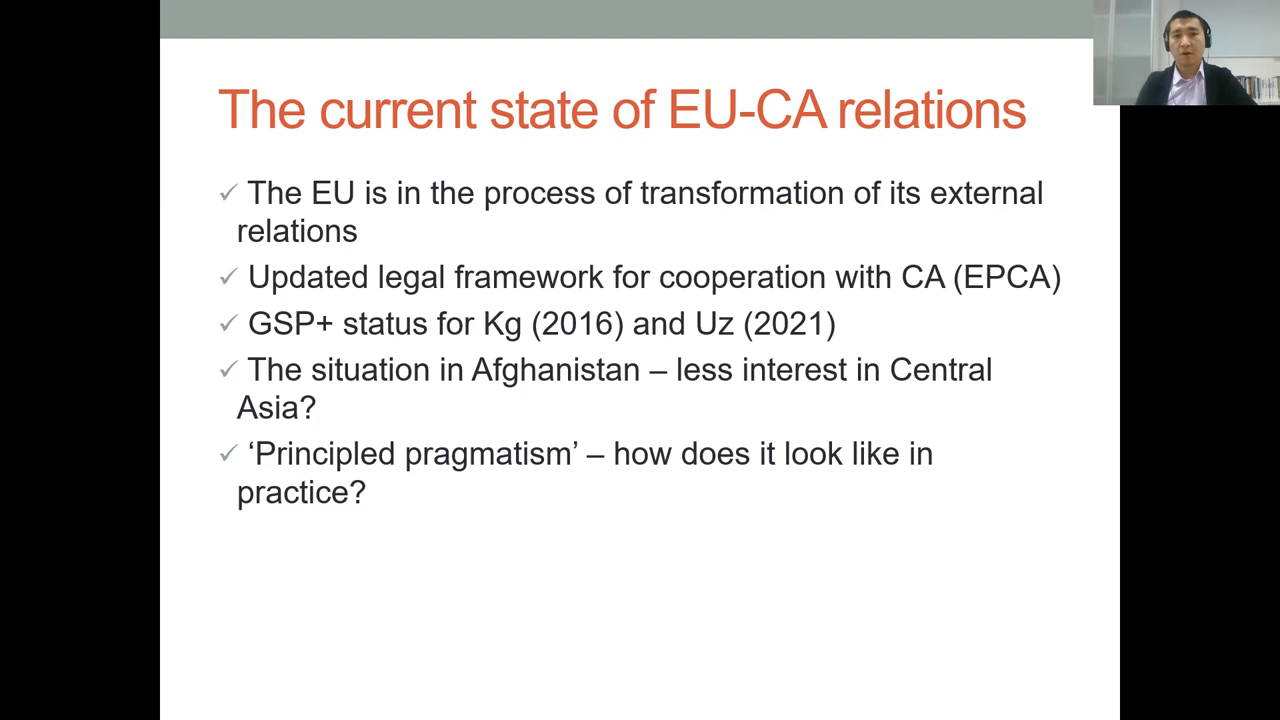 The current state of EU-CA relations
✓ The EU is in the process of transformation of its external
relations
✓ Updated legal framework for cooperation with CA (EPCA)
✓ GSP+ status for Kg (2016) and Uz (2021)
✓ The situation in Afghanistan – less interest in Central
Asia?
✓ ‘Principled pragmatism’ – how does it look like in
practice?